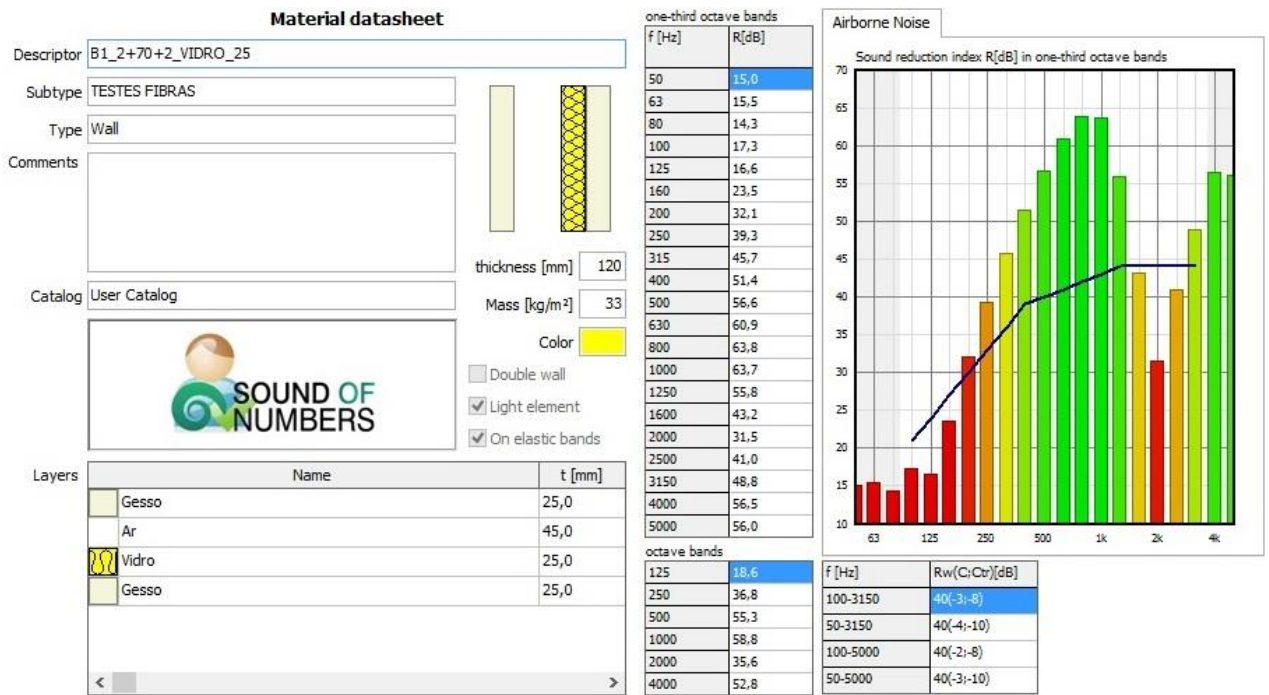 Material datasheet
Descriptor B1_2+70+2_VIDRO_25
Subtype TESTES FIBRAS
Type Wall
Comments
thickness [mm] 120
Catalog User Catalog
Mass [kg/m²] 33
Color
SOUND OF
NUMBERS
Double wall
Light element
On elastic bands
Layers Name t [mm]
Gesso 25,0
Ar 45,0
Vidro 25,0
Gesso 25,0
< >
one-third octave bands
f [Hz] R[dB]
50 15,0
63 15,5
80 14,3
100 17,3
125 16,6
160 23,5
200 32,1
250 39,3
315 45,7
400 51,4
500 56,6
630 60,9
800 63,8
1000 63,7
1250 55,8
1600 43,2
2000 31,5
2500 41,0
3150 48,8
4000 56,5
5000 56,0
octave bands
125 18,6
250 36,8
500 55,3
1000 58,8
2000 35,6
4000 52,8
Airborne Noise
Sound reduction index R[dB] in one-third octave bands
70
65
60
55
50
45
40
35
30
25
20
15
10
63 125 250 500 1k 2k 4k
f [Hz] Rw(C;Ctr)[dB]
100-3150 40(-3;-8)
50-3150 40(-4;-10)
100-5000 40(-2;-8)
50-5000 40(-3;-10)